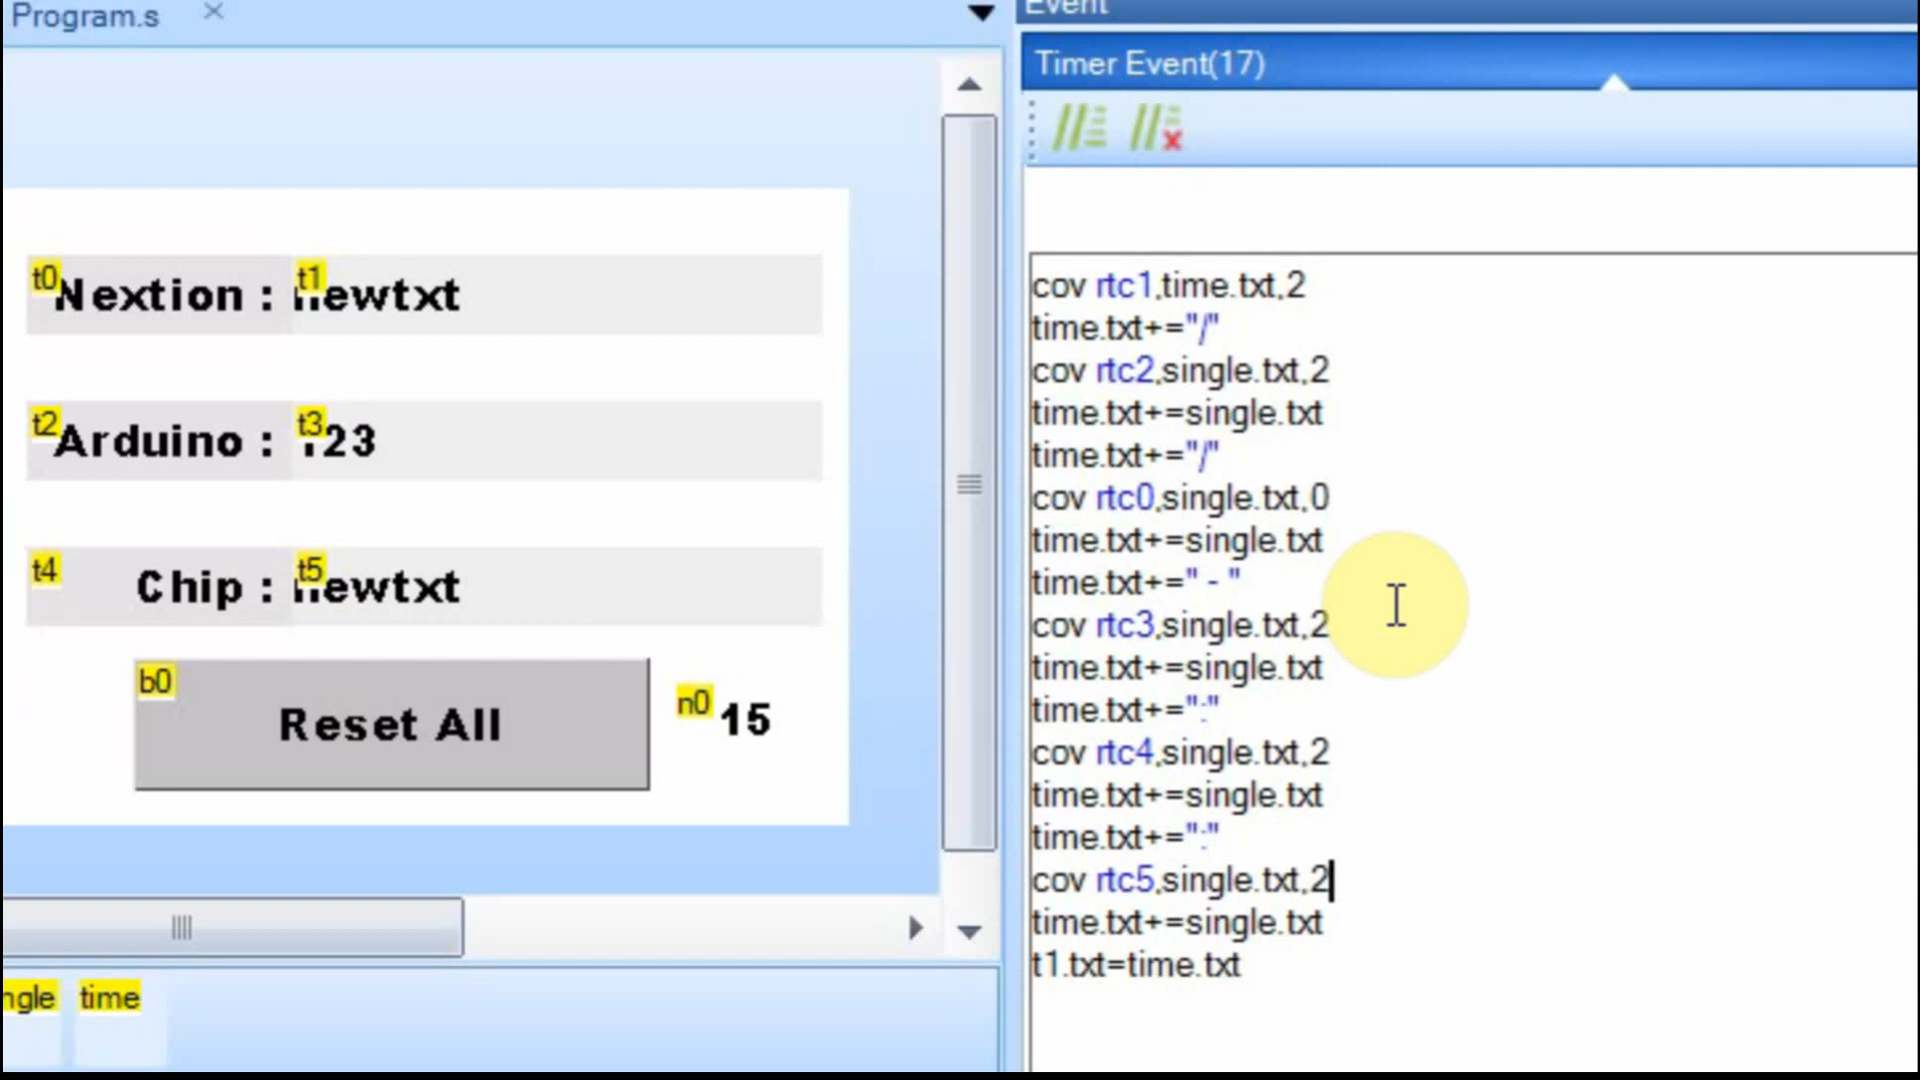 Program.s
Event
Timer Event(17)
t0 Nextion : t1 newtxt
t2 Arduino : t3 123
t4 Chip : t5 newtxt
b0 Reset All
n0 15
time
cov rtc1,time.txt,2
time.txt+="/"
cov rtc2,single.txt,2
time.txt+=single.txt
time.txt+="/"
cov rtc0,single.txt,0
time.txt+=single.txt
time.txt+=" - "
cov rtc3,single.txt,2
time.txt+=single.txt
time.txt+=":"
cov rtc4,single.txt,2
time.txt+=single.txt
time.txt+=":"
cov rtc5,single.txt,2
time.txt+=single.txt
t1.txt=time.txt